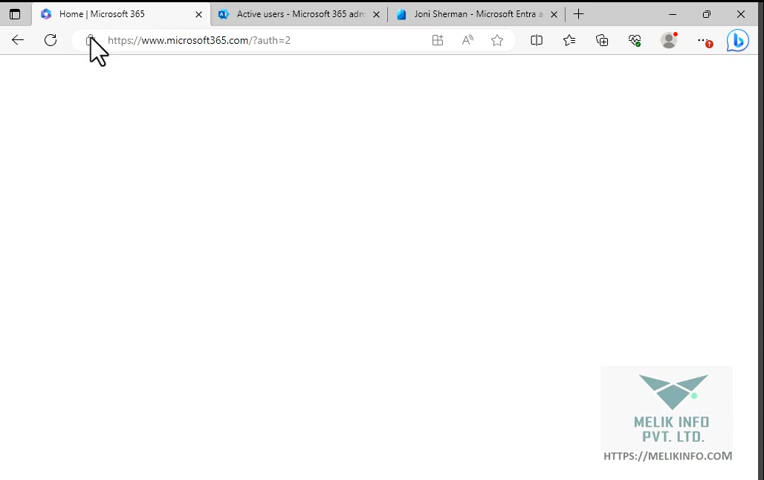 Home | Microsoft 365
Active users - Microsoft 365 adm
Joni Sherman - Microsoft Entra a
https://www.microsoft365.com/?auth=2
MELIK INFO
PVT. LTD.
HTTPS://MELIKINFO.COM